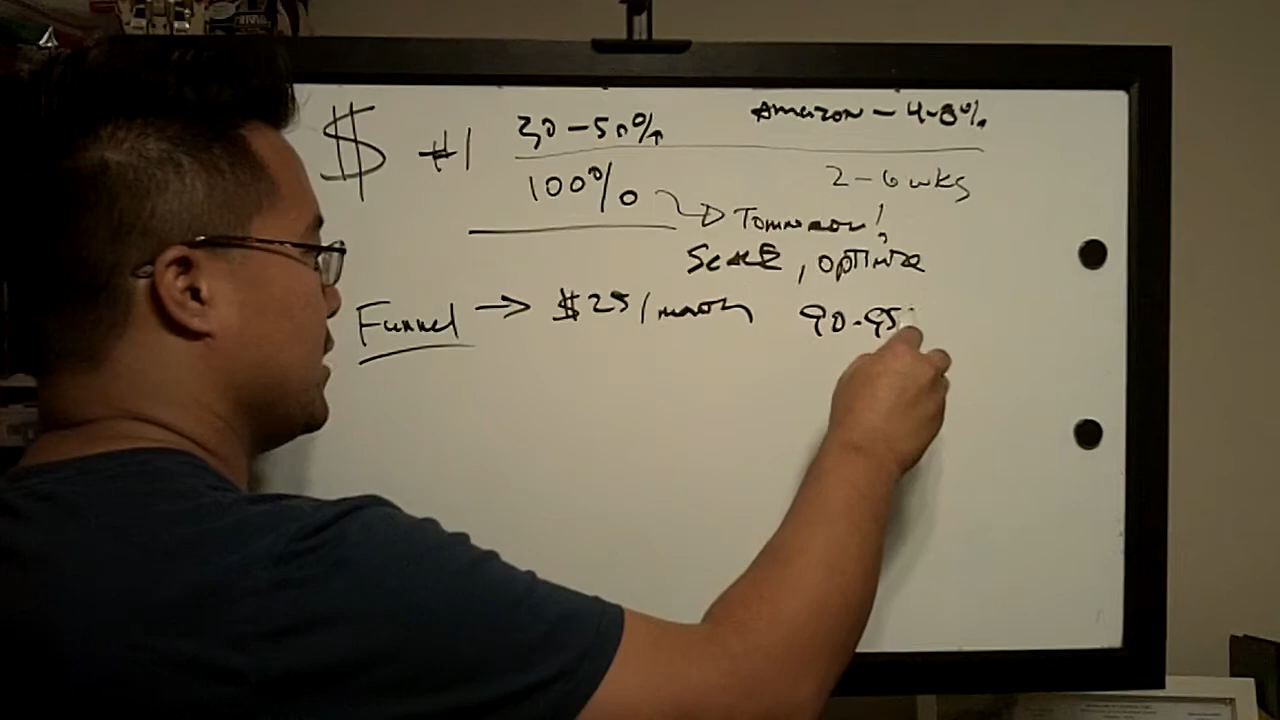 $ #1 30-50% Amazon - 4-8%
100% 2-6 wks
Tomorrow!
Scale, optimize
Funnel → $25/month 90-95